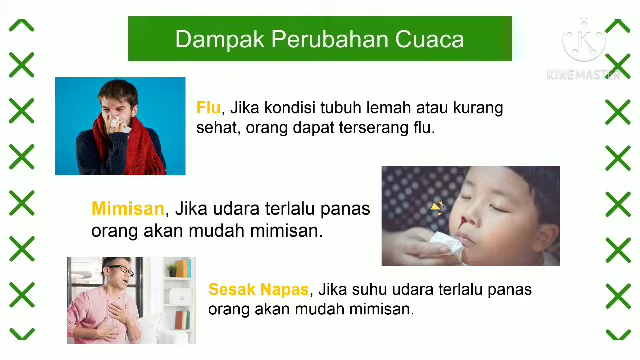 Dampak Perubahan Cuaca
KINEMASTER
Flu, Jika kondisi tubuh lemah atau kurang
sehat, orang dapat terserang flu.
Mimisan, Jika udara terlalu panas
orang akan mudah mimisan.
Sesak Napas, Jika suhu udara terlalu panas
orang akan mudah mimisan.